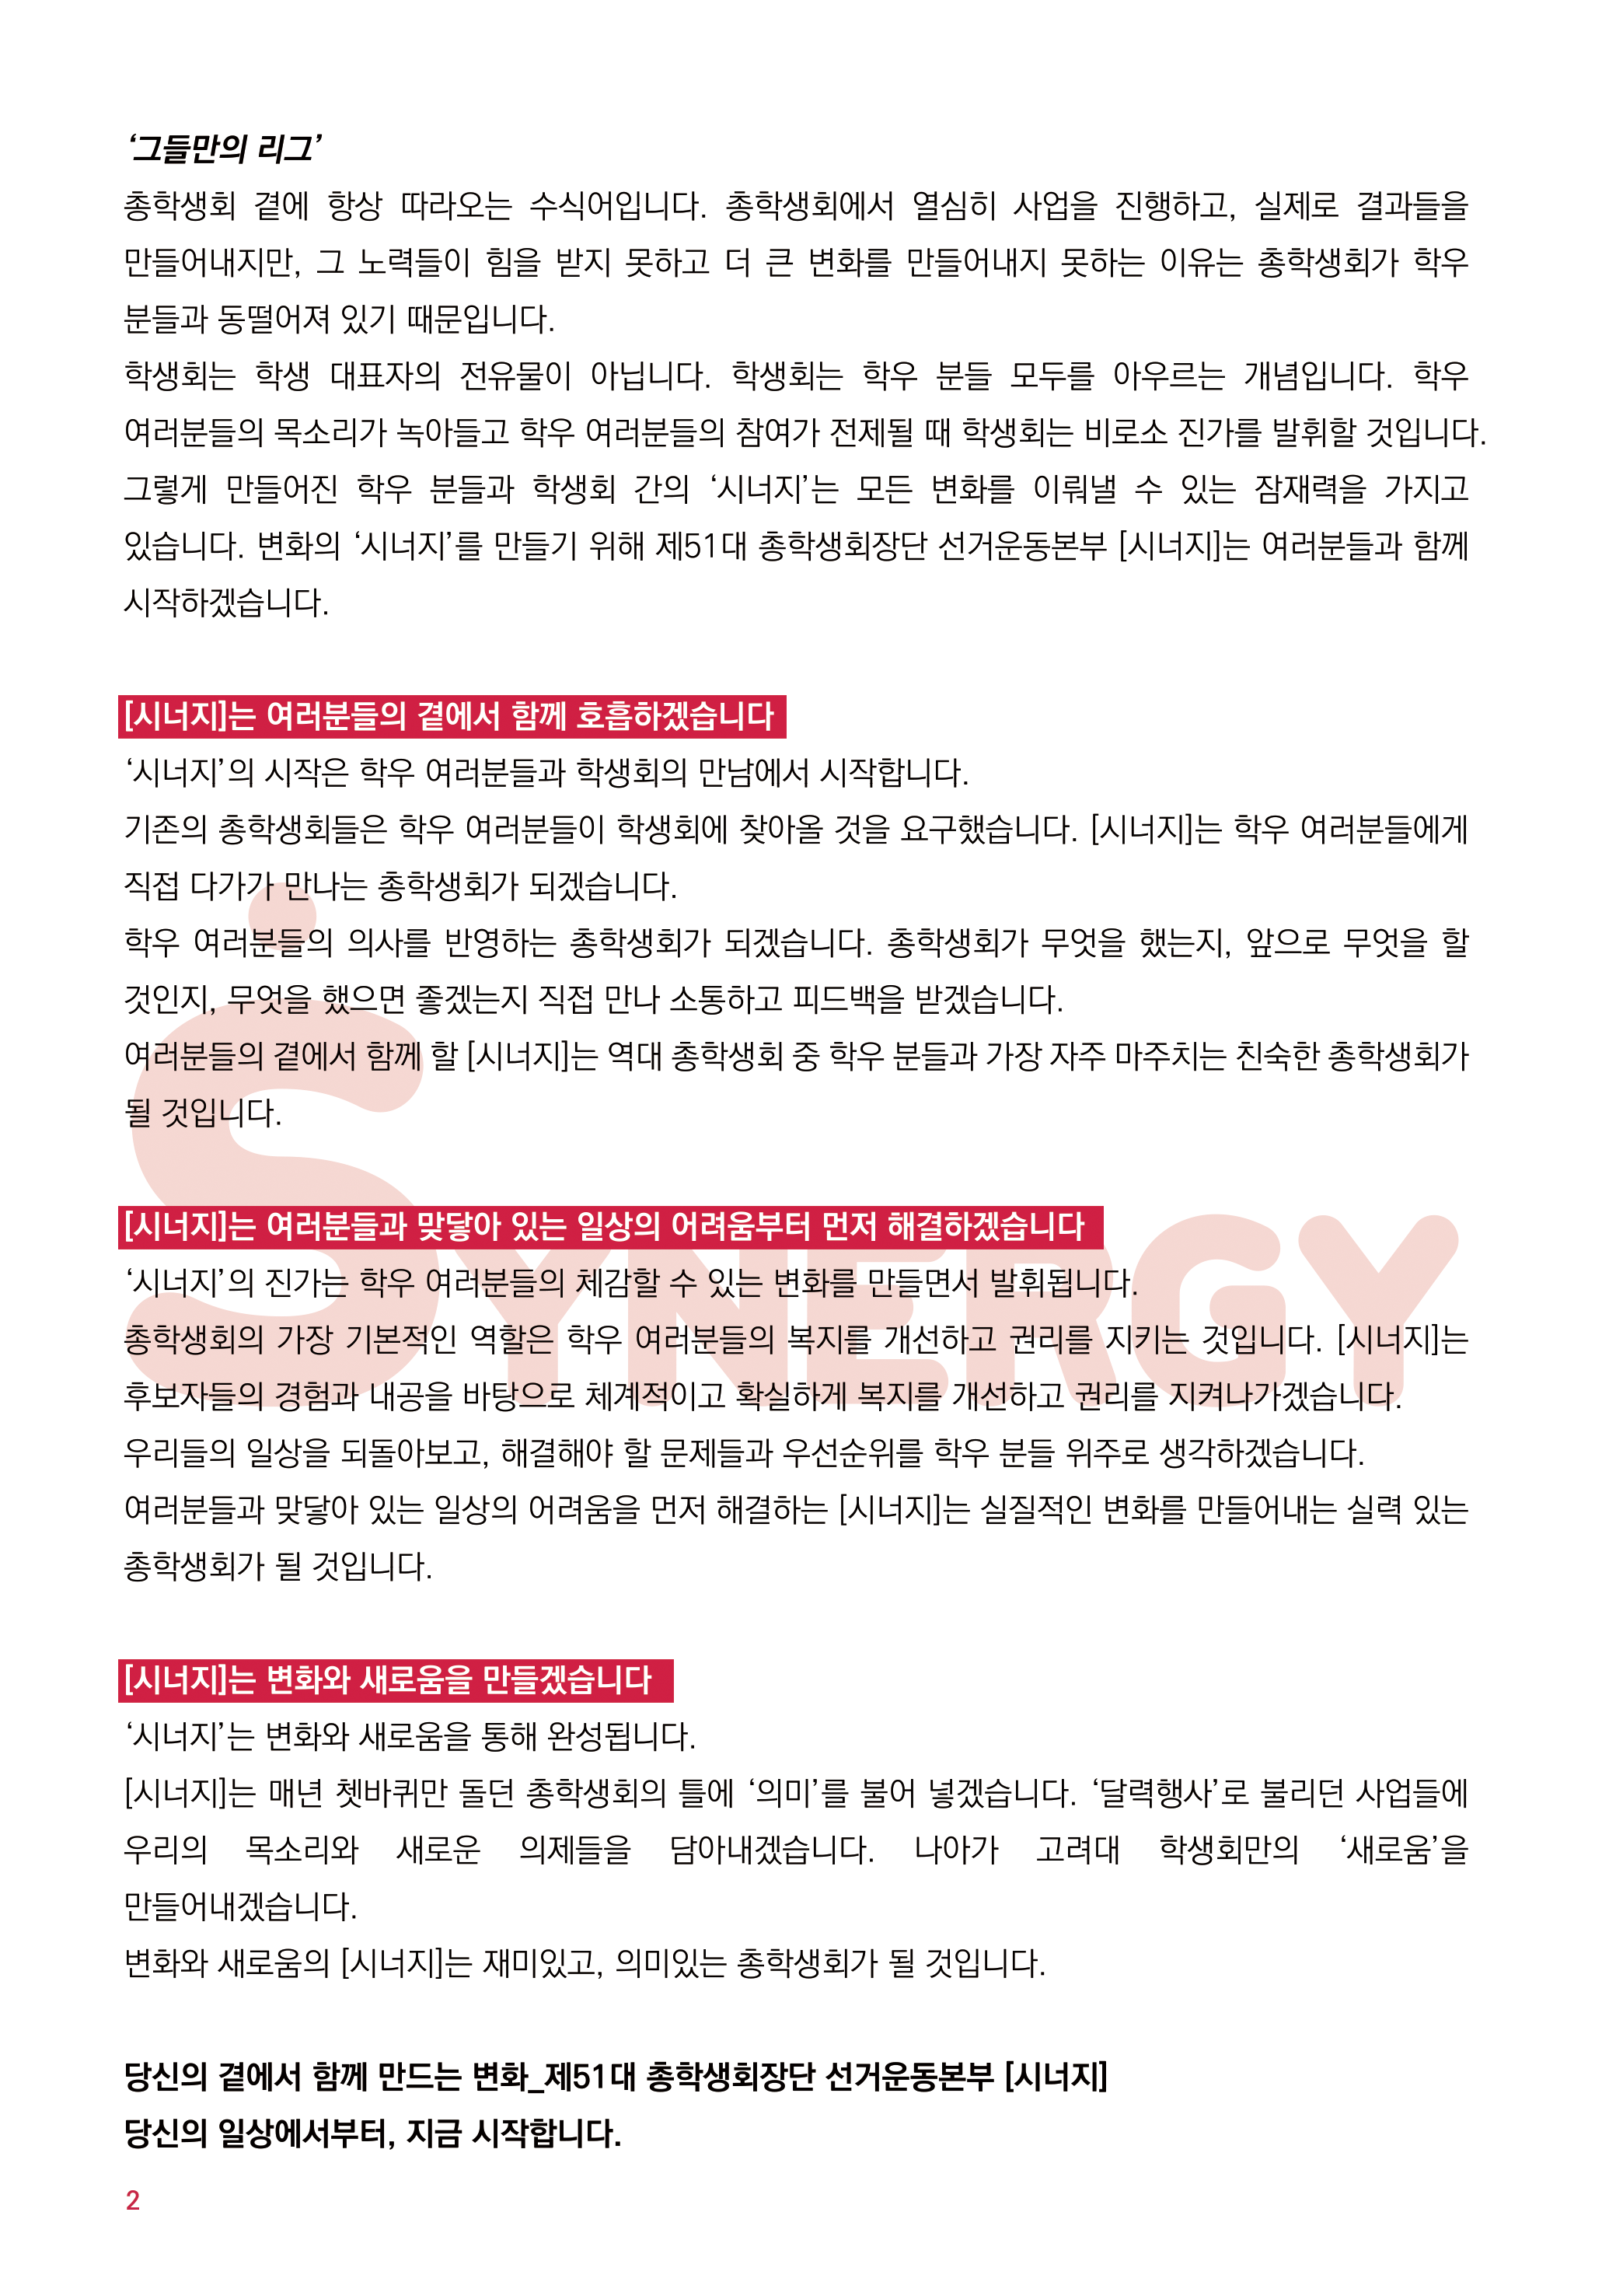 ‘그들만의 리그’
총학생회 곁에 항상 따라오는 수식어입니다. 총학생회에서 열심히 사업을 진행하고, 실제로 결과들을
만들어내지만, 그 노력들이 힘을 받지 못하고 더 큰 변화를 만들어내지 못하는 이유는 총학생회가 학우
분들과 동떨어져 있기 때문입니다.
학생회는 학생 대표자의 전유물이 아닙니다. 학생회는 학우 분들 모두를 아우르는 개념입니다. 학우
여러분들의 목소리가 녹아들고 학우 여러분들의 참여가 전제될 때 학생회는 비로소 진가를 발휘할 것입니다.
그렇게 만들어진 학우 분들과 학생회 간의 ‘시너지’는 모든 변화를 이뤄낼 수 있는 잠재력을 가지고
있습니다. 변화의 ‘시너지’를 만들기 위해 제51대 총학생회장단 선거운동본부 [시너지]는 여러분들과 함께
시작하겠습니다.
[시너지]는 여러분들의 곁에서 함께 호흡하겠습니다
‘시너지’의 시작은 학우 여러분들과 학생회의 만남에서 시작합니다.
기존의 총학생회들은 학우 여러분들이 학생회에 찾아올 것을 요구했습니다. [시너지]는 학우 여러분들에게
직접 다가가 만나는 총학생회가 되겠습니다.
학우 여러분들의 의사를 반영하는 총학생회가 되겠습니다. 총학생회가 무엇을 했는지, 앞으로 무엇을 할
것인지, 무엇을 했으면 좋겠는지 직접 만나 소통하고 피드백을 받겠습니다.
여러분들의 곁에서 함께 할 [시너지]는 역대 총학생회 중 학우 분들과 가장 자주 마주치는 친숙한 총학생회가
될 것입니다.
SYNERGY
[시너지]는 여러분들과 맞닿아 있는 일상의 어려움부터 먼저 해결하겠습니다
‘시너지’의 진가는 학우 여러분들의 체감할 수 있는 변화를 만들면서 발휘됩니다.
총학생회의 가장 기본적인 역할은 학우 여러분들의 복지를 개선하고 권리를 지키는 것입니다. [시너지]는
후보자들의 경험과 내공을 바탕으로 체계적이고 확실하게 복지를 개선하고 권리를 지켜나가겠습니다.
우리들의 일상을 되돌아보고, 해결해야 할 문제들과 우선순위를 학우 분들 위주로 생각하겠습니다.
여러분들과 맞닿아 있는 일상의 어려움을 먼저 해결하는 [시너지]는 실질적인 변화를 만들어내는 실력 있는
총학생회가 될 것입니다.
[시너지]는 변화와 새로움을 만들겠습니다
‘시너지’는 변화와 새로움을 통해 완성됩니다.
[시너지]는 매년 쳇바퀴만 돌던 총학생회의 틀에 ‘의미’를 불어 넣겠습니다. ‘달력행사’로 불리던 사업들에
우리의 목소리와 새로운 의제들을 담아내겠습니다. 나아가 고려대 학생회만의 ‘새로움’을
만들어내겠습니다.
변화와 새로움의 [시너지]는 재미있고, 의미있는 총학생회가 될 것입니다.
당신의 곁에서 함께 만드는 변화_제51대 총학생회장단 선거운동본부 [시너지]
당신의 일상에서부터, 지금 시작합니다.
2